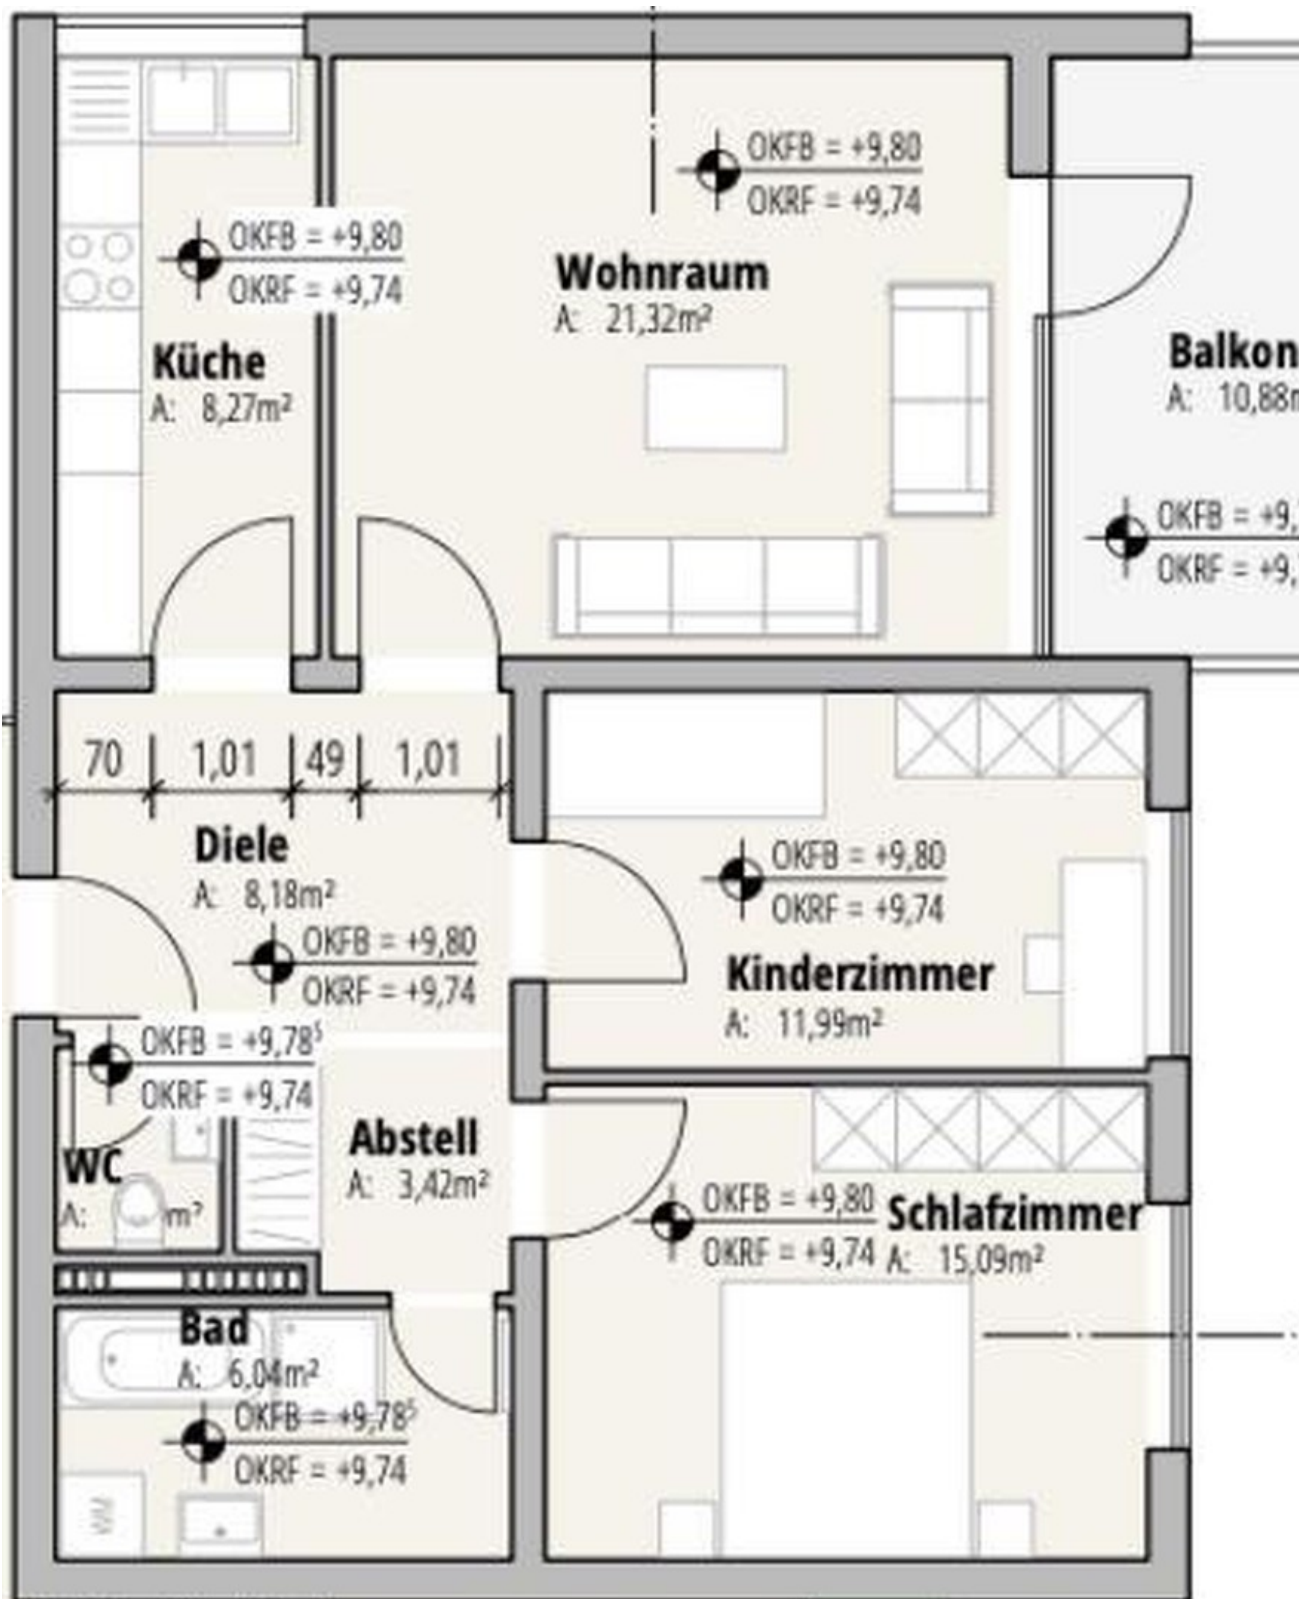 OKFB = +9,80
OKRF = +9,74
Wohnraum
A: 21,32m²
OKFB = +9,80
OKRF = +9,74
Küche
A: 8,27m²
Balkon
A: 10,88m
OKFB = +9,
OKRF = +9,
70 1,01 49 1,01
Diele
A: 8,18m²
OKFB = +9,80
OKRF = +9,74
OKFB = +9,80
OKRF = +9,74
Kinderzimmer
A: 11,99m²
OKFB = +9,78⁵
OKRF = +9,74
WC
A: m²
Abstell
A: 3,42m²
OKFB = +9,80
OKRF = +9,74
Schlafzimmer
A: 15,09m²
Bad
A: 6,04m²
OKFB = +9,78⁵
OKRF = +9,74
WM